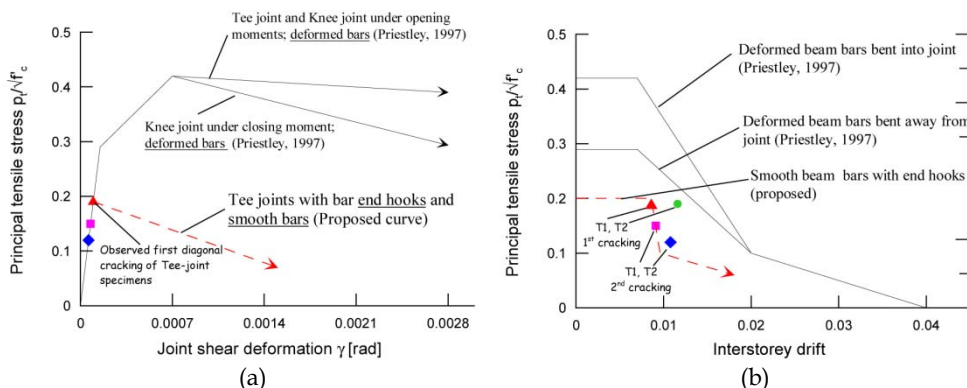 Principal tensile stress pt/√f'c
0.5
0.4
0.3
0.2
0.1
0
Tee joint and Knee joint under opening
moments; deformed bars (Priestley, 1997)
Knee joint under closing moment;
deformed bars (Priestley, 1997)
Tee joints with bar end hooks and
smooth bars (Proposed curve)
Observed first diagonal
cracking of Tee-joint
specimens
0
0.0007
0.0014
0.0021
0.0028
Joint shear deformation γ [rad]
(a)
Principal tensile stress pt/√f'c
0.5
0.4
0.3
0.2
0.1
0
Deformed beam bars bent into joint
(Priestley, 1997)
Deformed beam bars bent away from
joint (Priestley, 1997)
Smooth beam bars with end hooks
(proposed)
T1, T2
1st cracking
T1, T2
2nd cracking
0
0.01
0.02
0.03
0.04
Interstorey drift
(b)